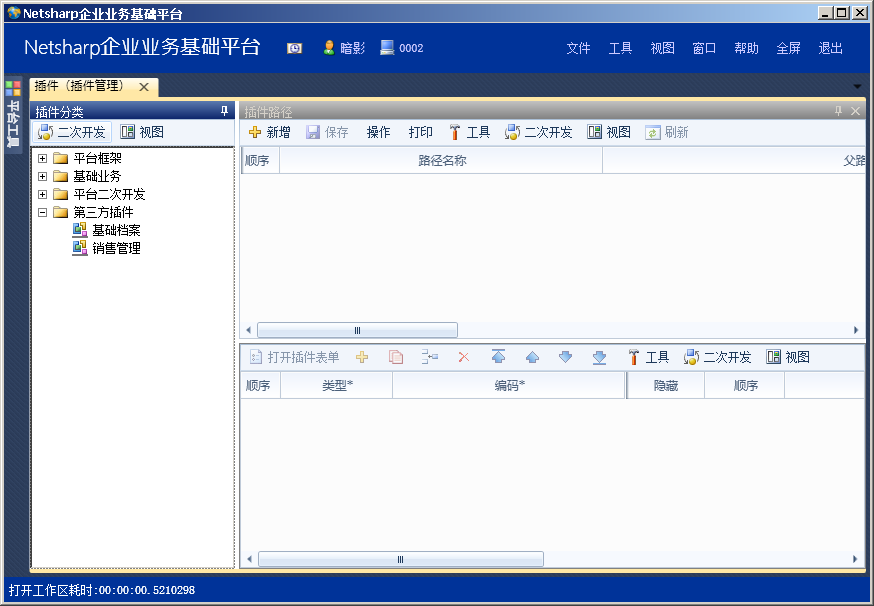 Netsharp企业业务基础平台
Netsharp企业业务基础平台 暗影 0002 文件 工具 视图 窗口 帮助 全屏 退出
平台工具
插件（插件管理）
插件分类
二次开发 视图
平台框架
基础业务
平台二次开发
第三方插件
基础档案
销售管理
插件路径
新增 保存 操作 打印 工具 二次开发 视图 刷新
顺序 路径名称 父路
打开插件表单 工具 二次开发 视图
顺序 类型* 编码* 隐藏 顺序
打开工作区耗时:00:00:00.5210298